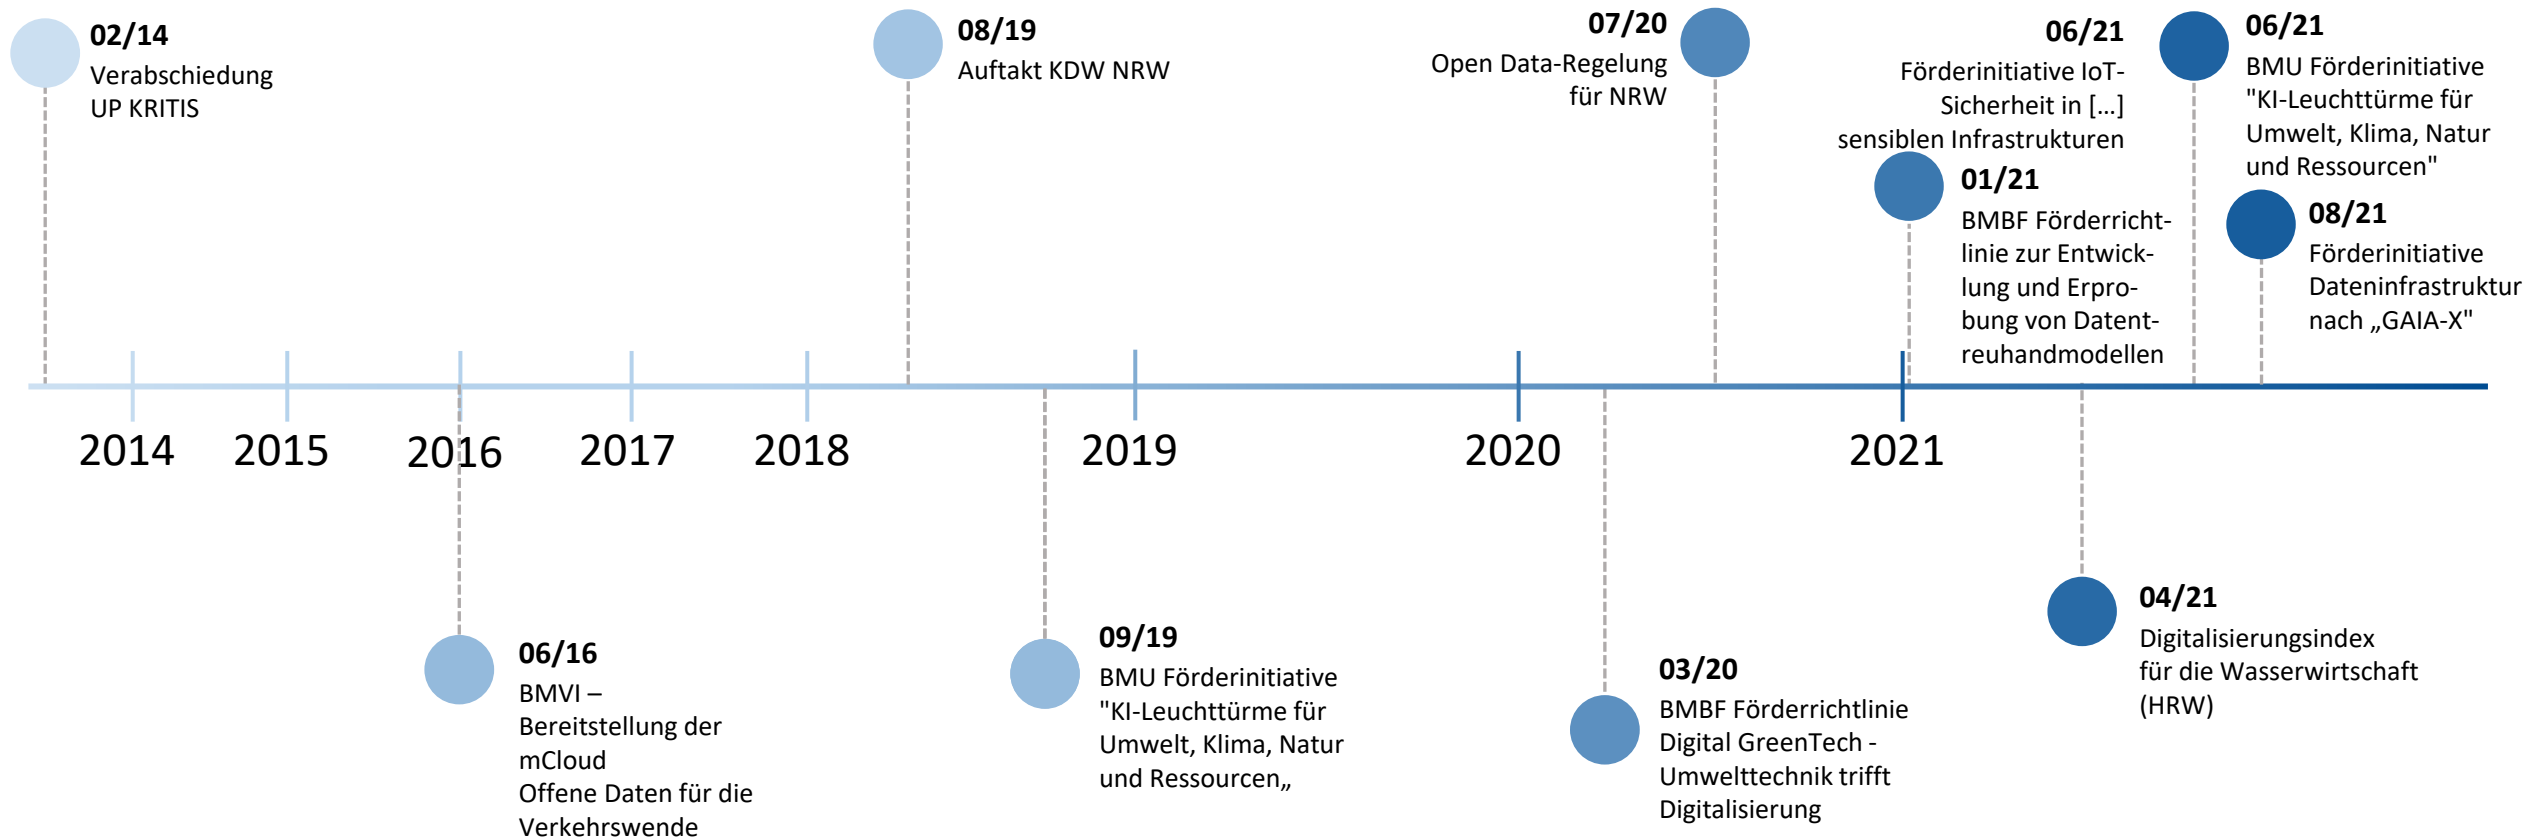 02/14
Verabschiedung
UP KRITIS
08/19
Auftakt KDW NRW
07/20
Open Data-Regelung
für NRW
06/21
Förderinitiative IoT-
Sicherheit in [...]
sensiblen Infrastrukturen
01/21
BMBF Förderricht-
linie zur Entwick-
lung und Erpro-
bung von Datent-
reuhandmodellen
06/21
BMU Förderinitiative
"KI-Leuchttürme für
Umwelt, Klima, Natur
und Ressourcen"
08/21
Förderinitiative
Dateninfrastruktur
nach „GAIA-X"
2014
2015
2016
2017
2018
2019
2020
2021
06/16
BMVI –
Bereitstellung der
mCloud
Offene Daten für die
Verkehrswende
09/19
BMU Förderinitiative
"KI-Leuchttürme für
Umwelt, Klima, Natur
und Ressourcen„
03/20
BMBF Förderrichtlinie
Digital GreenTech -
Umwelttechnik trifft
Digitalisierung
04/21
Digitalisierungsindex
für die Wasserwirtschaft
(HRW)